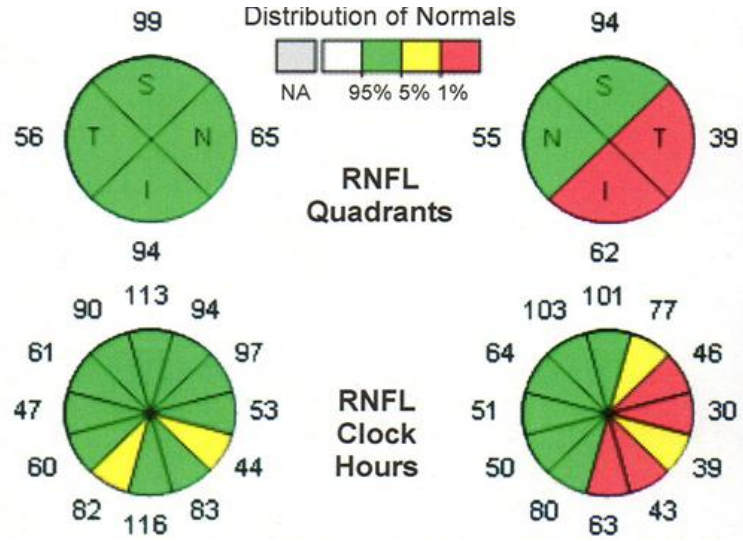 Distribution of Normals
NA 95% 5% 1%
99
S
56 T N 65
I
94
RNFL
Quadrants
94
S
55 N T 39
I
62
113
90 94
61 97
47 53
60 44
82 83
116
RNFL
Clock
Hours
101
103 77
64 46
51 30
50 39
80 43
63